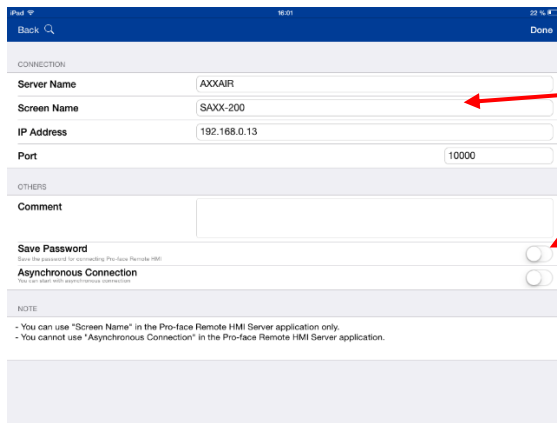 iPad 16:01 22 %
Back Done
CONNECTION
Server Name AXXAIR
Screen Name SAXX-200
IP Address 192.168.0.13
Port 10000
OTHERS
Comment
Save Password
Save the password for connecting Pro-face Remote HMI
Asynchronous Connection
You can start with asynchronous connection
NOTE
- You can use "Screen Name" in the Pro-face Remote HMI Server application only.
- You cannot use "Asynchronous Connection" in the Pro-face Remote HMI Server application.